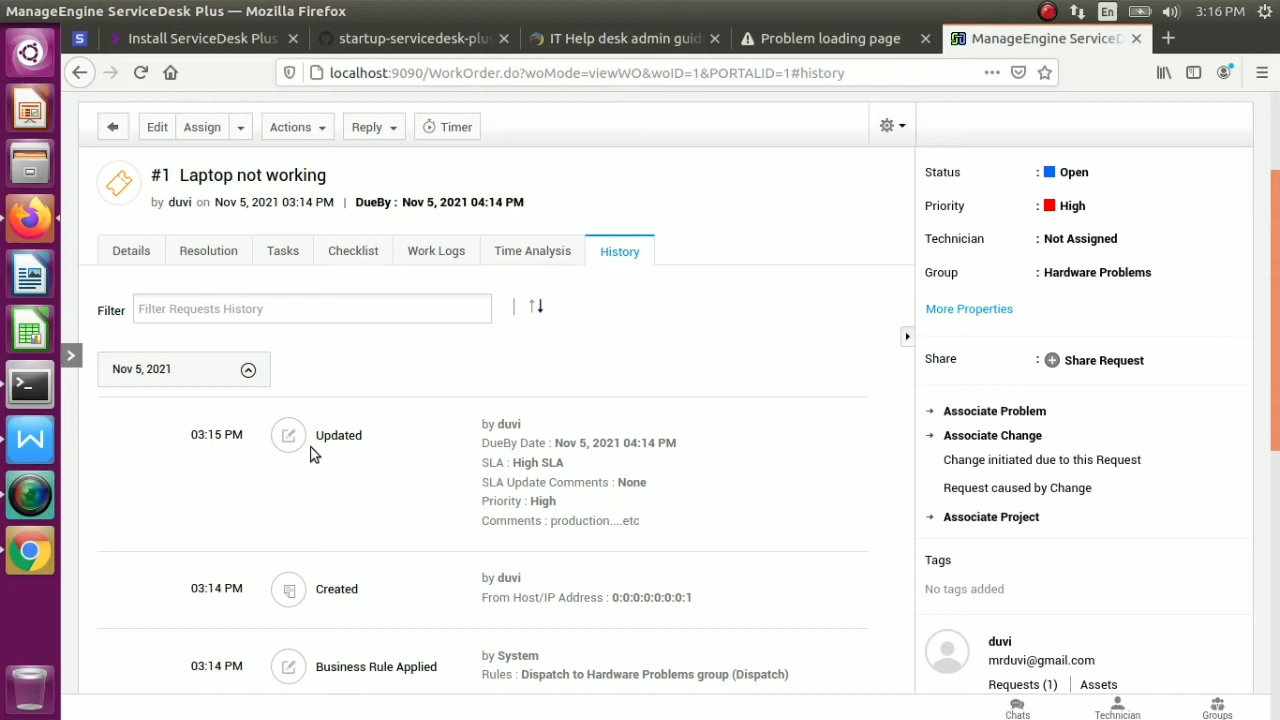 ManageEngine ServiceDesk Plus - Mozilla Firefox
En
3:16 PM
S
Install ServiceDesk Plus
startup-servicedesk-plu
IT Help desk admin guid
Problem loading page
ManageEngine ServiceD
localhost:9090/WorkOrder.do?woMode=viewWO&woID=1&PORTALID=1#history
Edit
Assign
Actions
Reply
Timer
#1 Laptop not working
by duvi on Nov 5, 2021 03:14 PM | DueBy : Nov 5, 2021 04:14 PM
Details
Resolution
Tasks
Checklist
Work Logs
Time Analysis
History
Filter
Filter Requests History
Nov 5, 2021
03:15 PM
Updated
by duvi
DueBy Date : Nov 5, 2021 04:14 PM
SLA : High SLA
SLA Update Comments : None
Priority : High
Comments : production....etc
03:14 PM
Created
by duvi
From Host/IP Address : 0:0:0:0:0:0:0:1
03:14 PM
Business Rule Applied
by System
Rules : Dispatch to Hardware Problems group (Dispatch)
Status : Open
Priority : High
Technician : Not Assigned
Group : Hardware Problems
More Properties
Share : Share Request
Associate Problem
Associate Change
Change initiated due to this Request
Request caused by Change
Associate Project
Tags
No tags added
duvi
mrduvi@gmail.com
Requests (1) | Assets
Chats
Technician
Groups